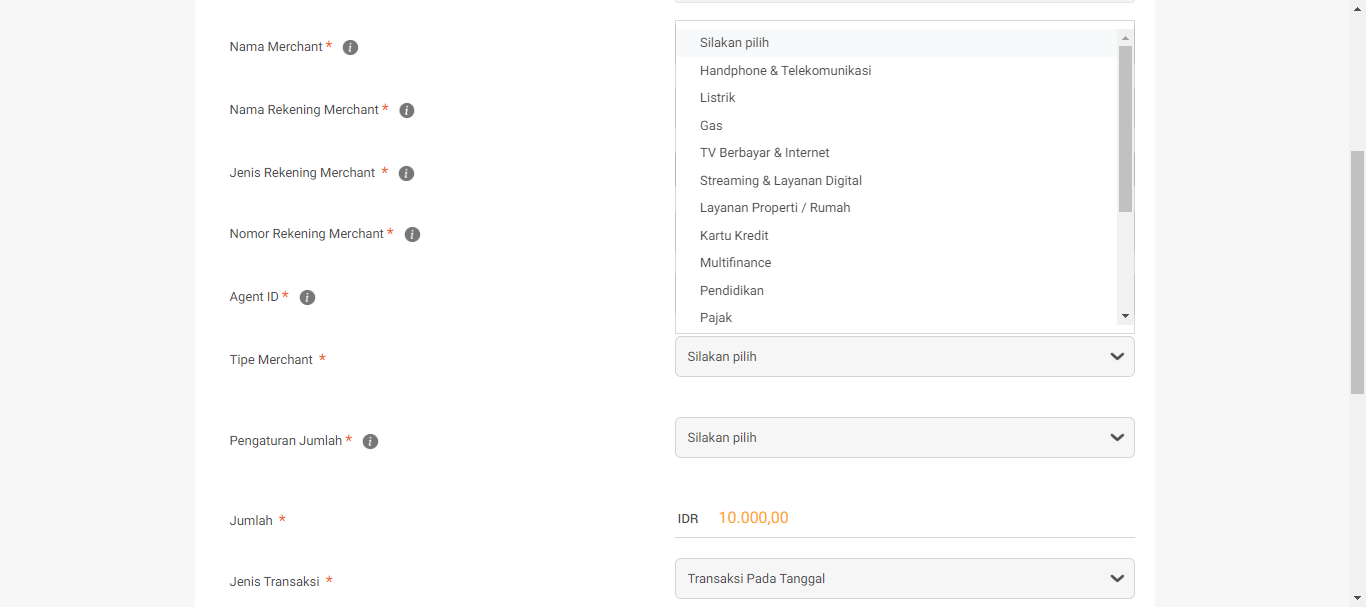 Nama Merchant *
Silakan pilih
Handphone & Telekomunikasi
Listrik
Nama Rekening Merchant *
Gas
TV Berbayar & Internet
Jenis Rekening Merchant *
Streaming & Layanan Digital
Layanan Properti / Rumah
Nomor Rekening Merchant *
Kartu Kredit
Multifinance
Agent ID *
Pendidikan
Pajak
Tipe Merchant *
Silakan pilih
Pengaturan Jumlah *
Silakan pilih
Jumlah *
IDR 10.000,00
Jenis Transaksi *
Transaksi Pada Tanggal